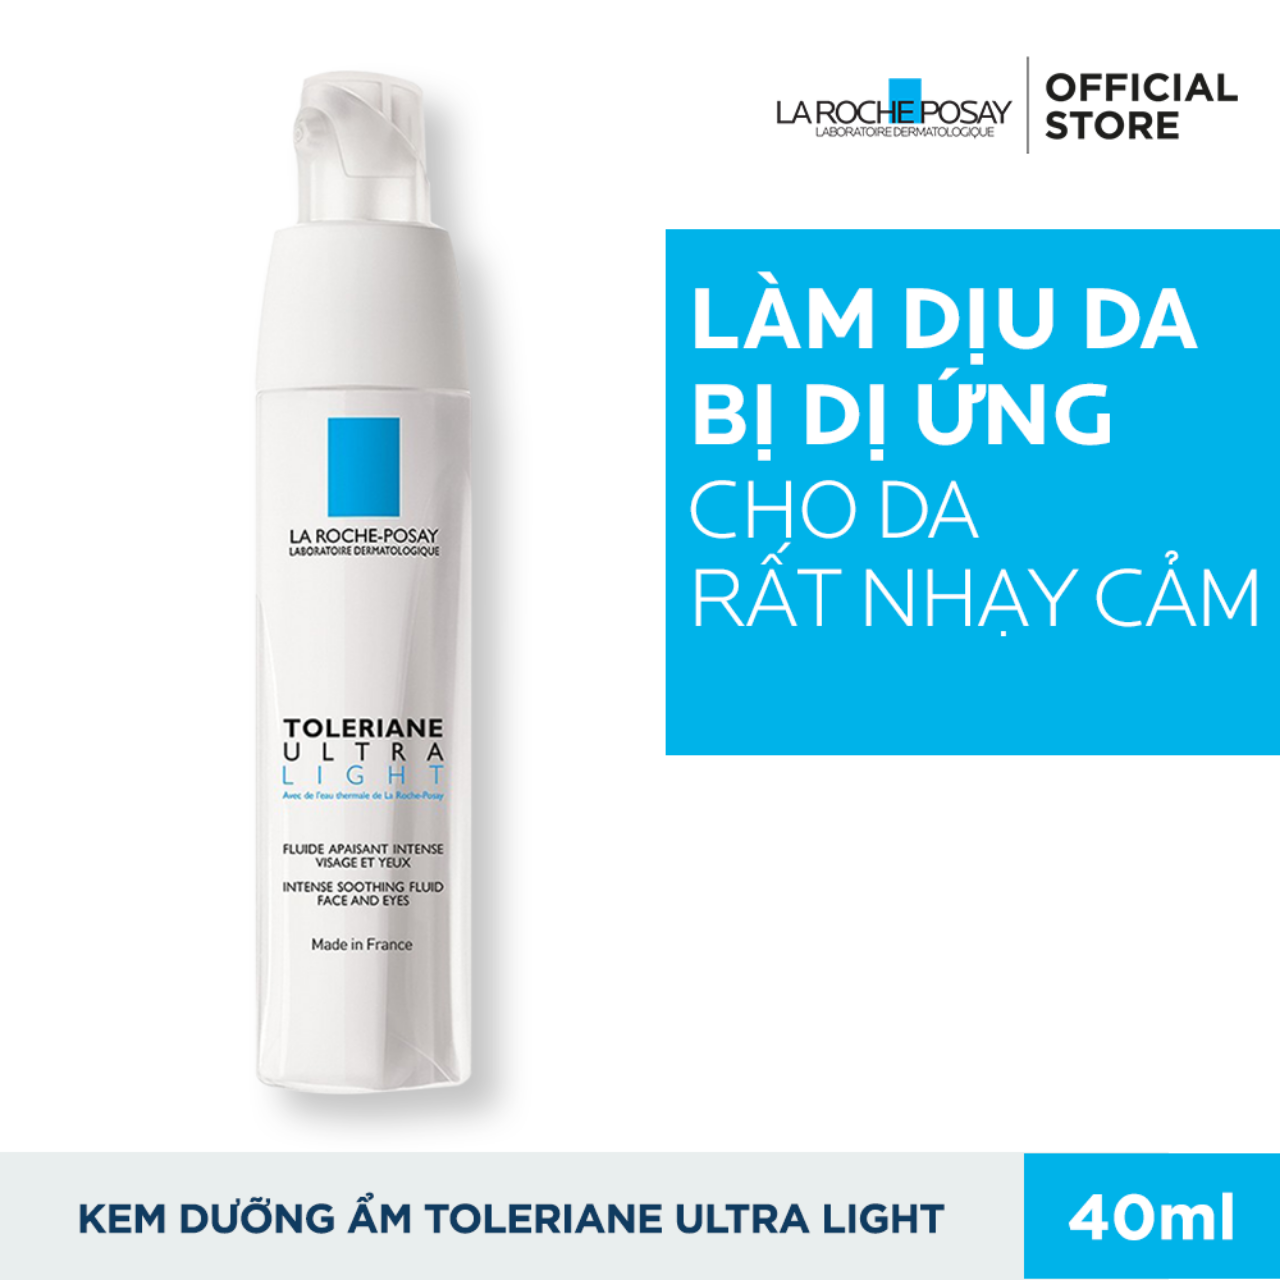 LA ROCHE POSAY
LABORATOIRE DERMATOLOGIQUE
OFFICIAL
STORE
LÀM DỊU DA
BỊ DỊ ỨNG
CHO DA
RẤT NHẠY CẢM
LA ROCHE-POSAY
LABORATOIRE DERMATOLOGIQUE
TOLERIANE
ULTRA
LIGHT
Avec de l'eau thermale de La Roche-Posay
FLUIDE APAISANT INTENSE
VISAGE ET YEUX
INTENSE SOOTHING FLUID
FACE AND EYES
Made in France
KEM DƯỠNG ẨM TOLERIANE ULTRA LIGHT
40ml